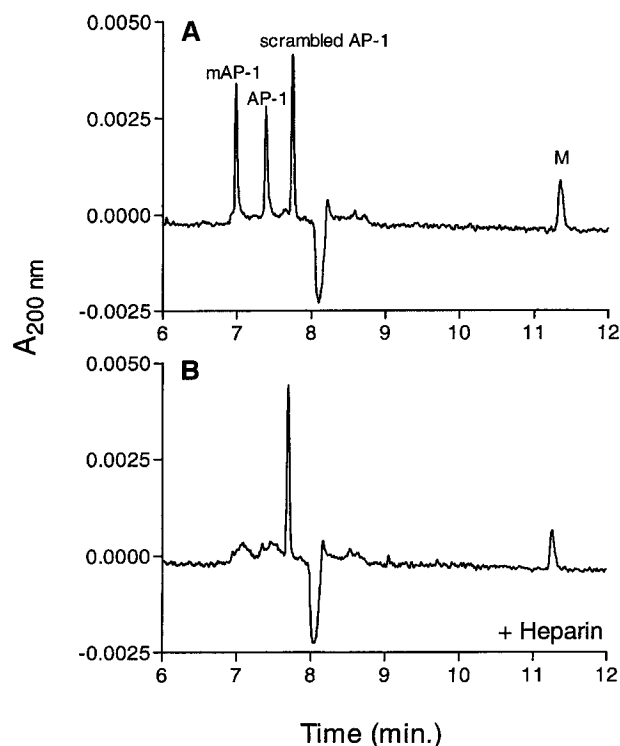 A
0.0050
scrambled AP-1
mAP-1
AP-1
0.0025
M
0.0000
-0.0025
6 7 8 9 10 11 12
A200 nm
B
0.0050
0.0025
0.0000
+ Heparin
-0.0025
6 7 8 9 10 11 12
Time (min.)